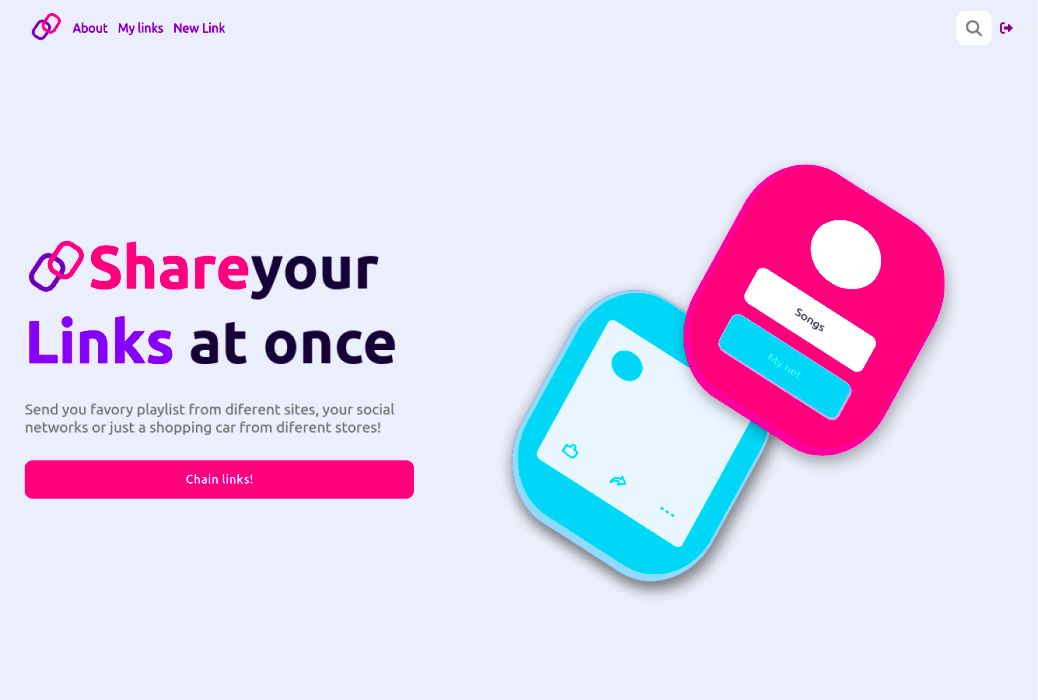 About My links New Link
Shareyour
Links at once
Send you favory playlist from diferent sites, your social
networks or just a shopping car from diferent stores!
Chain links!
Songs
My net